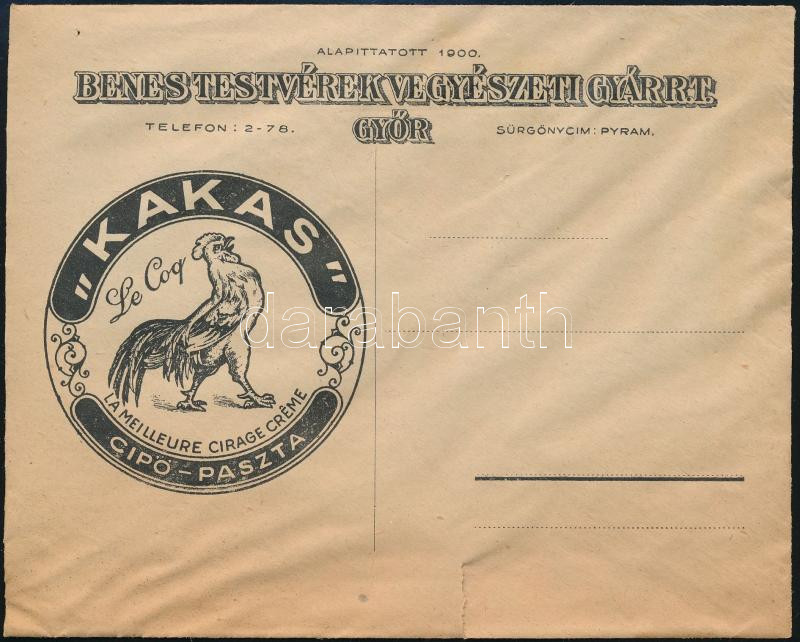 ALAPITTATOTT 1900.
BENES TESTVÉREK VEGYÉSZETI GYÁR R.T.
GYŐR
TELEFON: 2-78.
SÜRGÖNYCIM: PYRAM.
"KAKAS"
Le Coq
LA MEILLEURE CIRAGE CRÊME
CIPŐ-PASZTA
darabanth